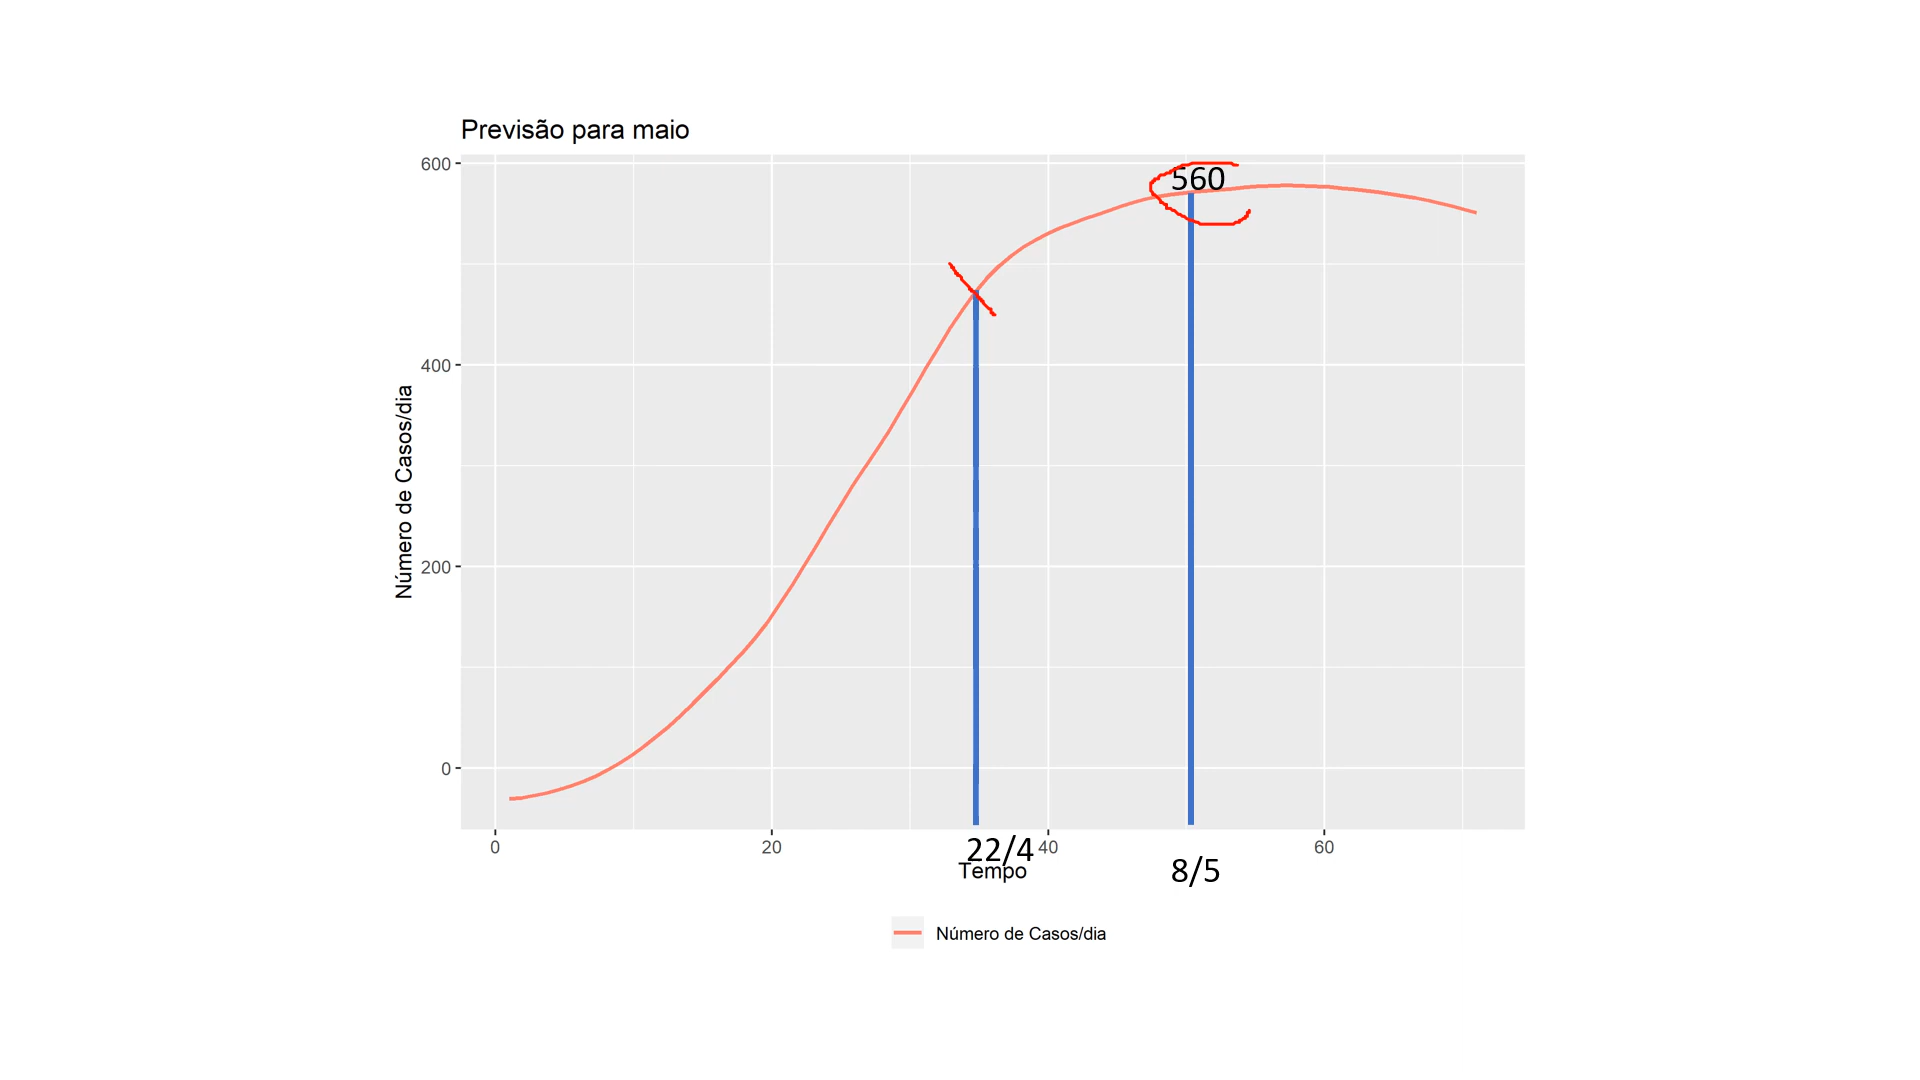 Previsão para maio
600
560
400
Número de Casos/dia
200
0
0 20 22/4 40 60
Tempo
8/5
Número de Casos/dia